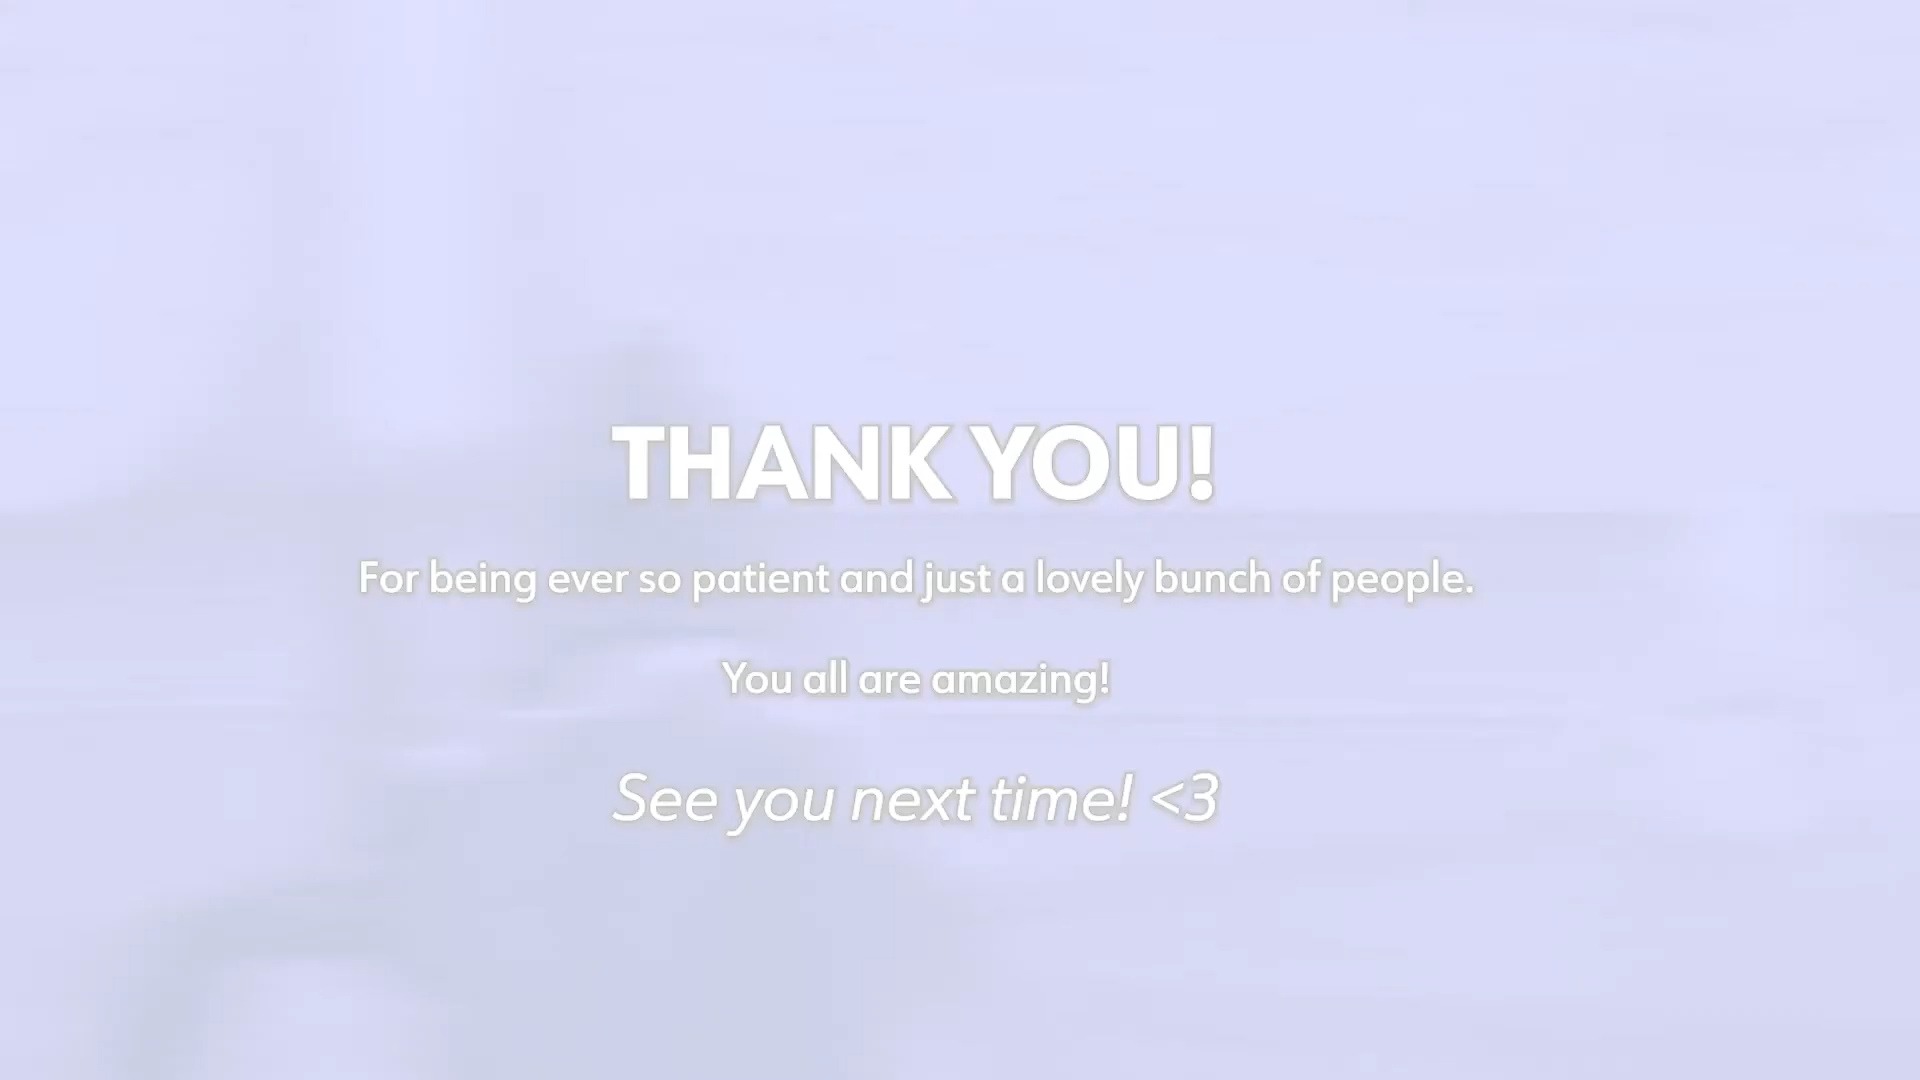 THANK YOU!
For being ever so patient and just a lovely bunch of people.
You all are amazing!
See you next time! <3